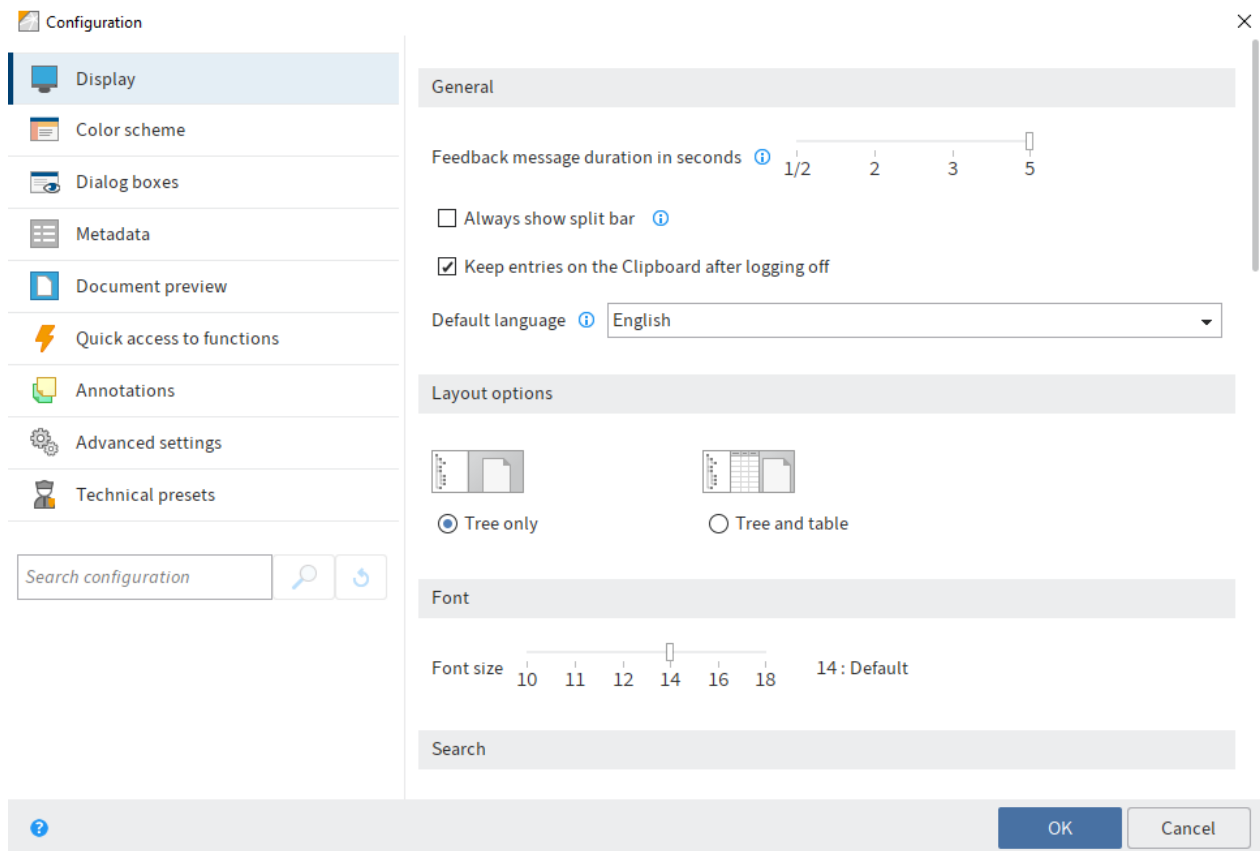 Configuration
Display
Color scheme
Dialog boxes
Metadata
Document preview
Quick access to functions
Annotations
Advanced settings
Technical presets
Search configuration
General
Feedback message duration in seconds
1/2 2 3 5
Always show split bar
Keep entries on the Clipboard after logging off
Default language English
Layout options
Tree only Tree and table
Font
Font size 10 11 12 14 16 18 14 : Default
Search
OK Cancel